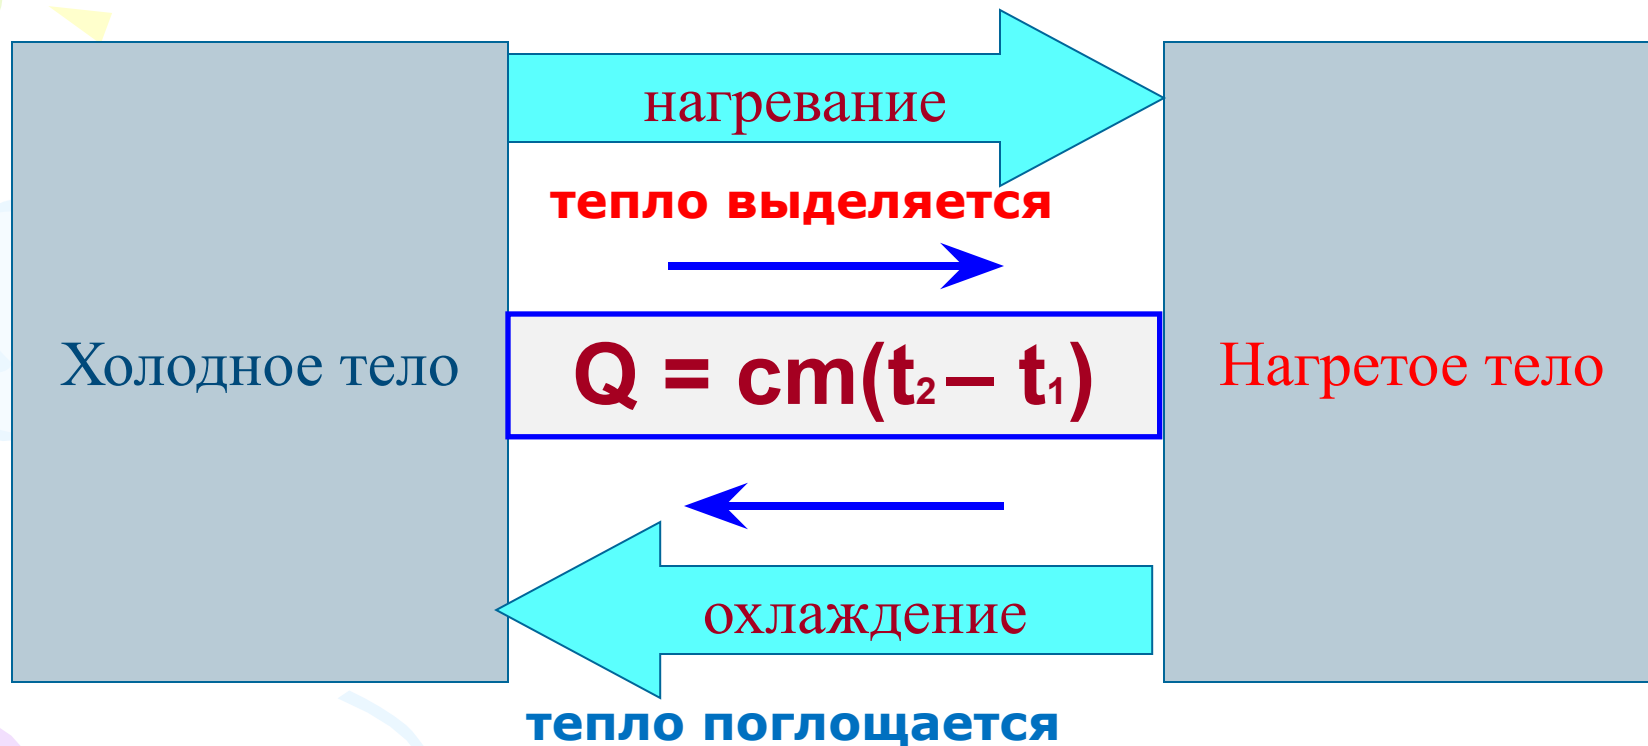 нагревание
тепло выделяется
Холодное тело
Q = cm(t₂ – t₁)
Нагретое тело
охлаждение
тепло поглощается